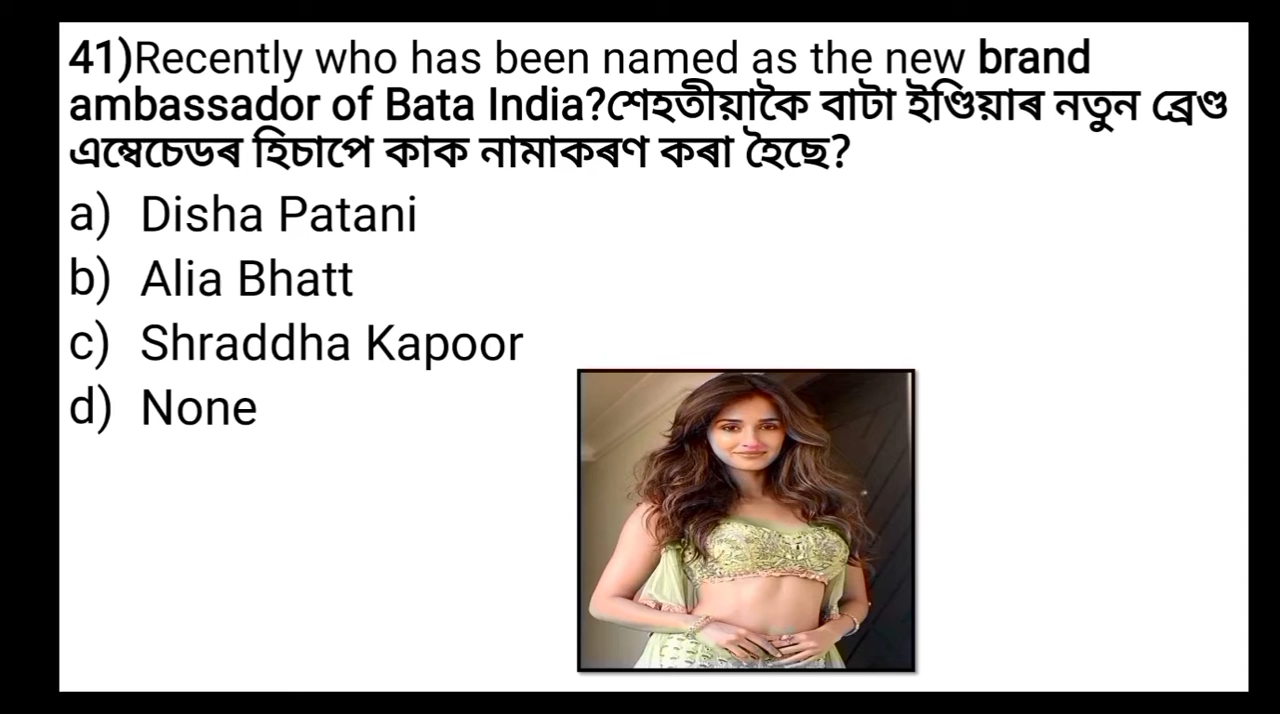 41)Recently who has been named as the new brand
ambassador of Bata India?শেহতীয়াকৈ বাটা ইণ্ডিয়াৰ নতুন ব্ৰেণ্ড
এম্বেচেডৰ হিচাপে কাক নামাকৰণ কৰা হৈছে?
a) Disha Patani
b) Alia Bhatt
c) Shraddha Kapoor
d) None